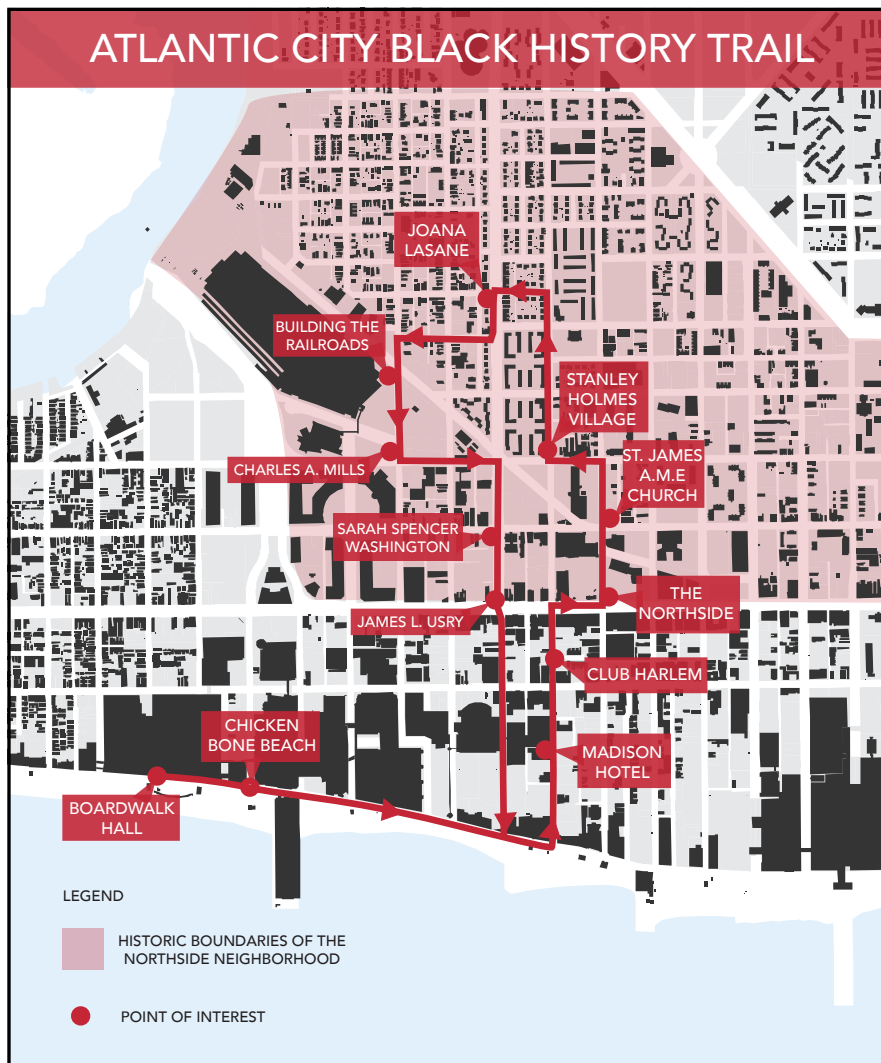 ATLANTIC CITY BLACK HISTORY TRAIL
JOANA
LASANE
BUILDING THE
RAILROADS
STANLEY
HOLMES
VILLAGE
CHARLES A. MILLS
ST. JAMES
A.M.E
CHURCH
SARAH SPENCER
WASHINGTON
JAMES L. USRY
THE
NORTHSIDE
CLUB HARLEM
CHICKEN
BONE BEACH
MADISON
HOTEL
BOARDWALK
HALL
LEGEND
HISTORIC BOUNDARIES OF THE
NORTHSIDE NEIGHBORHOOD
POINT OF INTEREST